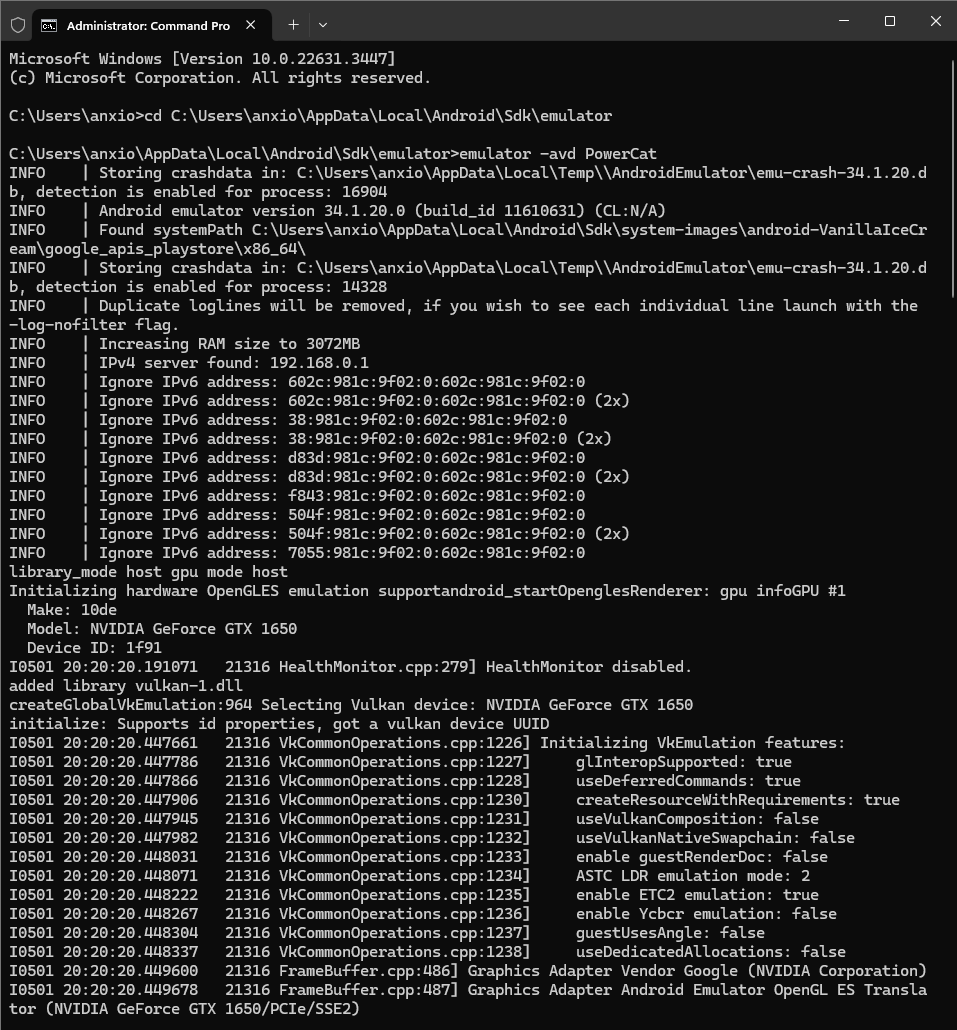 Administrator: Command Pro
Microsoft Windows [Version 10.0.22631.3447]
(c) Microsoft Corporation. All rights reserved.
C:\Users\anxio>cd C:\Users\anxio\AppData\Local\Android\Sdk\emulator
C:\Users\anxio\AppData\Local\Android\Sdk\emulator>emulator -avd PowerCat
INFO    | Storing crashdata in: C:\Users\anxio\AppData\Local\Temp\\AndroidEmulator\emu-crash-34.1.20.d
b, detection is enabled for process: 16904
INFO    | Android emulator version 34.1.20.0 (build_id 11610631) (CL:N/A)
INFO    | Found systemPath C:\Users\anxio\AppData\Local\Android\Sdk\system-images\android-VanillaIceCr
eam\google_apis_playstore\x86_64\
INFO    | Storing crashdata in: C:\Users\anxio\AppData\Local\Temp\\AndroidEmulator\emu-crash-34.1.20.d
b, detection is enabled for process: 14328
INFO    | Duplicate loglines will be removed, if you wish to see each individual line launch with the
-log-nofilter flag.
INFO    | Increasing RAM size to 3072MB
INFO    | IPv4 server found: 192.168.0.1
INFO    | Ignore IPv6 address: 602c:981c:9f02:0:602c:981c:9f02:0
INFO    | Ignore IPv6 address: 602c:981c:9f02:0:602c:981c:9f02:0 (2x)
INFO    | Ignore IPv6 address: 38:981c:9f02:0:602c:981c:9f02:0
INFO    | Ignore IPv6 address: 38:981c:9f02:0:602c:981c:9f02:0 (2x)
INFO    | Ignore IPv6 address: d83d:981c:9f02:0:602c:981c:9f02:0
INFO    | Ignore IPv6 address: d83d:981c:9f02:0:602c:981c:9f02:0 (2x)
INFO    | Ignore IPv6 address: f843:981c:9f02:0:602c:981c:9f02:0
INFO    | Ignore IPv6 address: 504f:981c:9f02:0:602c:981c:9f02:0
INFO    | Ignore IPv6 address: 504f:981c:9f02:0:602c:981c:9f02:0 (2x)
INFO    | Ignore IPv6 address: 7055:981c:9f02:0:602c:981c:9f02:0
library_mode host gpu mode host
Initializing hardware OpenGLES emulation supportandroid_startOpenglesRenderer: gpu infoGPU #1
  Make: 10de
  Model: NVIDIA GeForce GTX 1650
  Device ID: 1f91
I0501 20:20:20.191071   21316 HealthMonitor.cpp:279] HealthMonitor disabled.
added library vulkan-1.dll
createGlobalVkEmulation:964 Selecting Vulkan device: NVIDIA GeForce GTX 1650
initialize: Supports id properties, got a vulkan device UUID
I0501 20:20:20.447661   21316 VkCommonOperations.cpp:1226] Initializing VkEmulation features:
I0501 20:20:20.447786   21316 VkCommonOperations.cpp:1227]     glInteropSupported: true
I0501 20:20:20.447866   21316 VkCommonOperations.cpp:1228]     useDeferredCommands: true
I0501 20:20:20.447906   21316 VkCommonOperations.cpp:1230]     createResourceWithRequirements: true
I0501 20:20:20.447945   21316 VkCommonOperations.cpp:1231]     useVulkanComposition: false
I0501 20:20:20.447982   21316 VkCommonOperations.cpp:1232]     useVulkanNativeSwapchain: false
I0501 20:20:20.448031   21316 VkCommonOperations.cpp:1233]     enable guestRenderDoc: false
I0501 20:20:20.448071   21316 VkCommonOperations.cpp:1234]     ASTC LDR emulation mode: 2
I0501 20:20:20.448222   21316 VkCommonOperations.cpp:1235]     enable ETC2 emulation: true
I0501 20:20:20.448267   21316 VkCommonOperations.cpp:1236]     enable Ycbcr emulation: false
I0501 20:20:20.448304   21316 VkCommonOperations.cpp:1237]     guestUsesAngle: false
I0501 20:20:20.448337   21316 VkCommonOperations.cpp:1238]     useDedicatedAllocations: false
I0501 20:20:20.449600   21316 FrameBuffer.cpp:486] Graphics Adapter Vendor Google (NVIDIA Corporation)
I0501 20:20:20.449678   21316 FrameBuffer.cpp:487] Graphics Adapter Android Emulator OpenGL ES Transla
tor (NVIDIA GeForce GTX 1650/PCIe/SSE2)